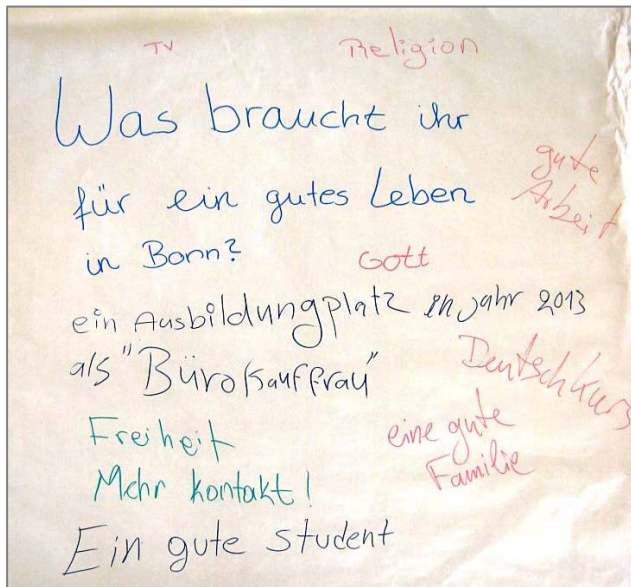 TV
Religion
Was braucht ihr
für ein gutes Leben
in Bonn?
gute
Arbeit
Gott
ein Ausbildungplatz in jahr 2013
als "Bürokauffrau"
Deutschkurs
Freiheit
eine gute
Familie
Mehr kontakt!
Ein gute student